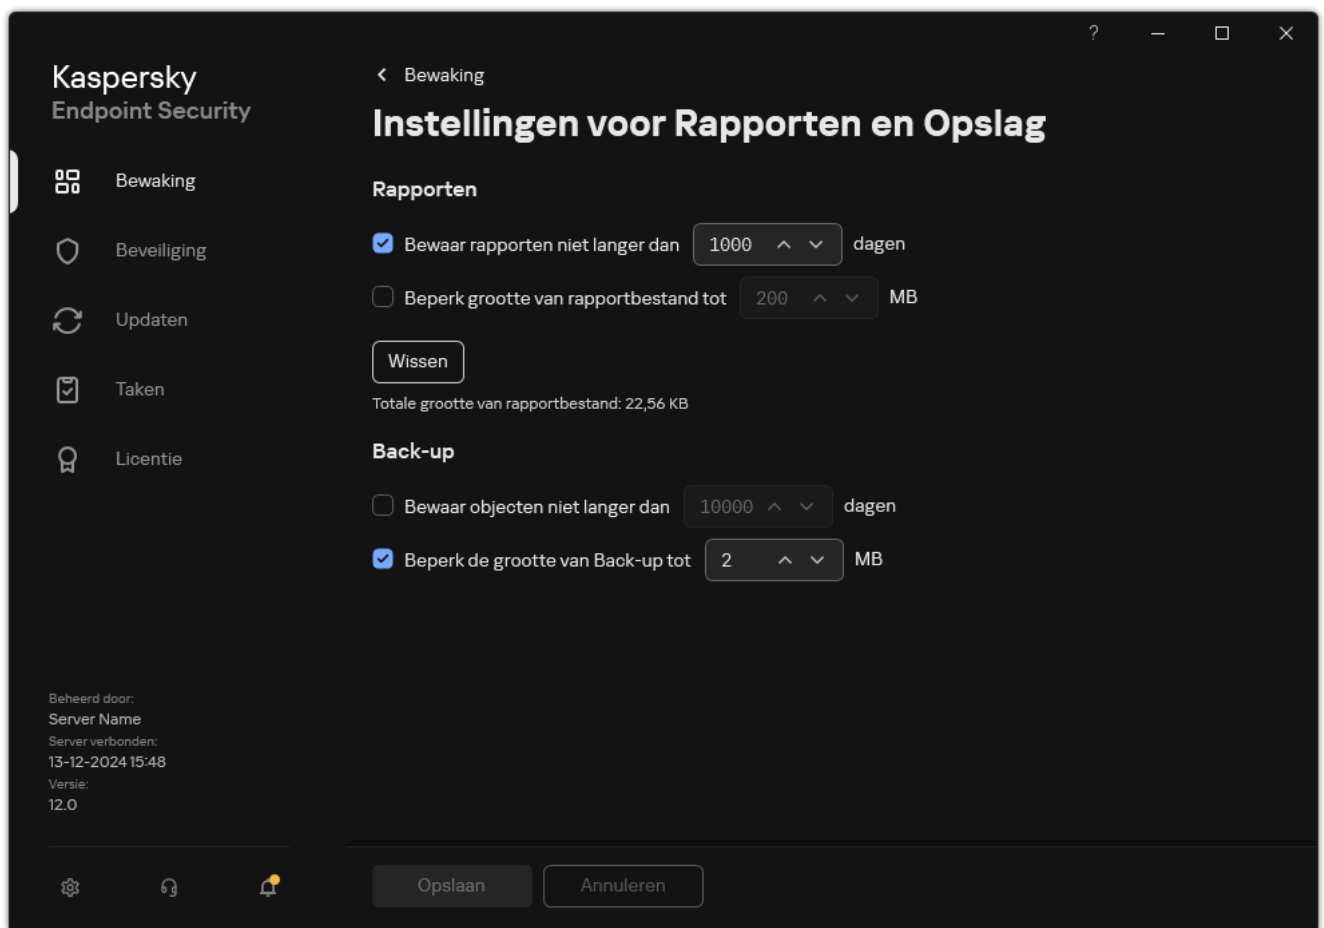 ?
Kaspersky
Endpoint Security
Bewaking
Beveiliging
Updaten
Taken
Licentie
Beheerd door:
Server Name
Server verbonden:
13-12-2024 15:48
Versie:
12.0
Bewaking
Instellingen voor Rapporten en Opslag
Rapporten
Bewaar rapporten niet langer dan 1000 dagen
Beperk grootte van rapportbestand tot 200 MB
Wissen
Totale grootte van rapportbestand: 22,56 KB
Back-up
Bewaar objecten niet langer dan 10000 dagen
Beperk de grootte van Back-up tot 2 MB
Opslaan Annuleren